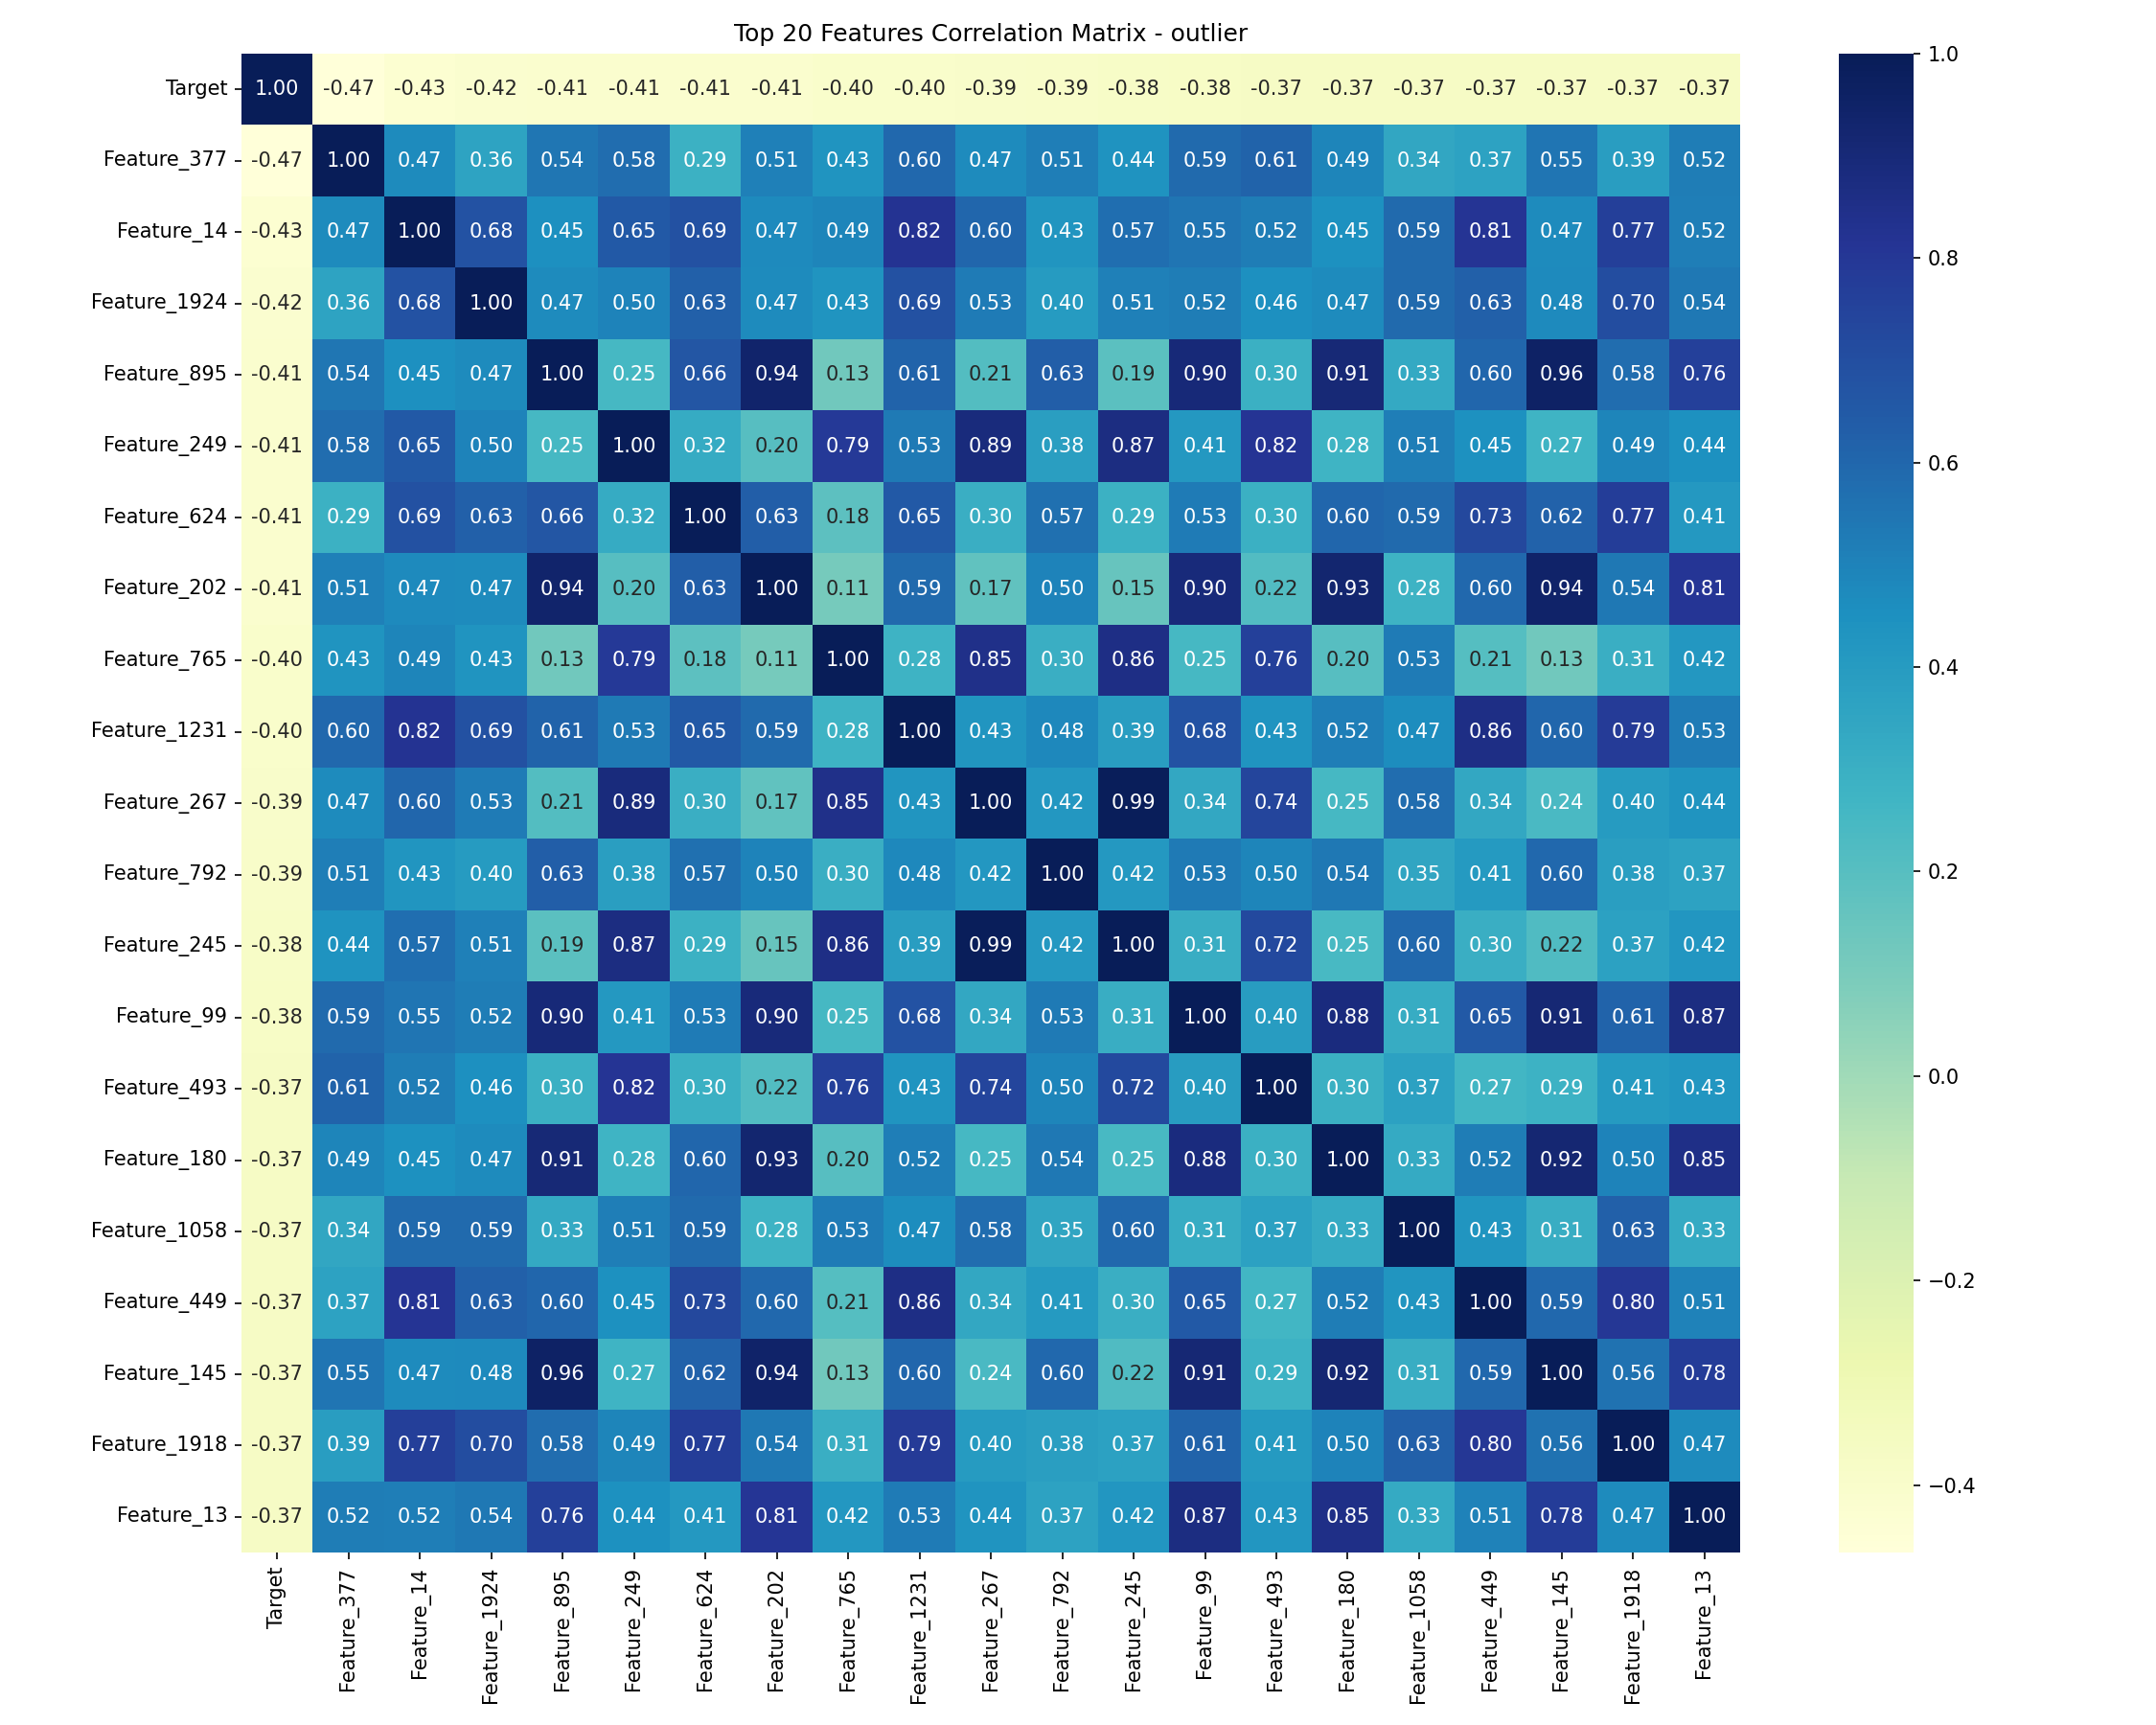 Top 20 Features Correlation Matrix - outlier
Target 1.00 -0.47 -0.43 -0.42 -0.41 -0.41 -0.41 -0.41 -0.40 -0.40 -0.39 -0.39 -0.38 -0.38 -0.37 -0.37 -0.37 -0.37 -0.37 -0.37 -0.37
Feature_377 -0.47 1.00 0.47 0.36 0.54 0.58 0.29 0.51 0.43 0.60 0.47 0.51 0.44 0.59 0.61 0.49 0.34 0.37 0.55 0.39 0.52
Feature_14 -0.43 0.47 1.00 0.68 0.45 0.65 0.69 0.47 0.49 0.82 0.60 0.43 0.57 0.55 0.52 0.45 0.59 0.81 0.47 0.77 0.52
Feature_1924 -0.42 0.36 0.68 1.00 0.47 0.50 0.63 0.47 0.43 0.69 0.53 0.40 0.51 0.52 0.46 0.47 0.59 0.63 0.48 0.70 0.54
Feature_895 -0.41 0.54 0.45 0.47 1.00 0.25 0.66 0.94 0.13 0.61 0.21 0.63 0.19 0.90 0.30 0.91 0.33 0.60 0.96 0.58 0.76
Feature_249 -0.41 0.58 0.65 0.50 0.25 1.00 0.32 0.20 0.79 0.53 0.89 0.38 0.87 0.41 0.82 0.28 0.51 0.45 0.27 0.49 0.44
Feature_624 -0.41 0.29 0.69 0.63 0.66 0.32 1.00 0.63 0.18 0.65 0.30 0.57 0.29 0.53 0.30 0.60 0.59 0.73 0.62 0.77 0.41
Feature_202 -0.41 0.51 0.47 0.47 0.94 0.20 0.63 1.00 0.11 0.59 0.17 0.50 0.15 0.90 0.22 0.93 0.28 0.60 0.94 0.54 0.81
Feature_765 -0.40 0.43 0.49 0.43 0.13 0.79 0.18 0.11 1.00 0.28 0.85 0.30 0.86 0.25 0.76 0.20 0.53 0.21 0.13 0.31 0.42
Feature_1231 -0.40 0.60 0.82 0.69 0.61 0.53 0.65 0.59 0.28 1.00 0.43 0.48 0.39 0.68 0.43 0.52 0.47 0.86 0.60 0.79 0.53
Feature_267 -0.39 0.47 0.60 0.53 0.21 0.89 0.30 0.17 0.85 0.43 1.00 0.42 0.99 0.34 0.74 0.25 0.58 0.34 0.24 0.40 0.44
Feature_792 -0.39 0.51 0.43 0.40 0.63 0.38 0.57 0.50 0.30 0.48 0.42 1.00 0.42 0.53 0.50 0.54 0.35 0.41 0.60 0.38 0.37
Feature_245 -0.38 0.44 0.57 0.51 0.19 0.87 0.29 0.15 0.86 0.39 0.99 0.42 1.00 0.31 0.72 0.25 0.60 0.30 0.22 0.37 0.42
Feature_99 -0.38 0.59 0.55 0.52 0.90 0.41 0.53 0.90 0.25 0.68 0.34 0.53 0.31 1.00 0.40 0.88 0.31 0.65 0.91 0.61 0.87
Feature_493 -0.37 0.61 0.52 0.46 0.30 0.82 0.30 0.22 0.76 0.43 0.74 0.50 0.72 0.40 1.00 0.30 0.37 0.27 0.29 0.41 0.43
Feature_180 -0.37 0.49 0.45 0.47 0.91 0.28 0.60 0.93 0.20 0.52 0.25 0.54 0.25 0.88 0.30 1.00 0.33 0.52 0.92 0.50 0.85
Feature_1058 -0.37 0.34 0.59 0.59 0.33 0.51 0.59 0.28 0.53 0.47 0.58 0.35 0.60 0.31 0.37 0.33 1.00 0.43 0.31 0.63 0.33
Feature_449 -0.37 0.37 0.81 0.63 0.60 0.45 0.73 0.60 0.21 0.86 0.34 0.41 0.30 0.65 0.27 0.52 0.43 1.00 0.59 0.80 0.51
Feature_145 -0.37 0.55 0.47 0.48 0.96 0.27 0.62 0.94 0.13 0.60 0.24 0.60 0.22 0.91 0.29 0.92 0.31 0.59 1.00 0.56 0.78
Feature_1918 -0.37 0.39 0.77 0.70 0.58 0.49 0.77 0.54 0.31 0.79 0.40 0.38 0.37 0.61 0.41 0.50 0.63 0.80 0.56 1.00 0.47
Feature_13 -0.37 0.52 0.52 0.54 0.76 0.44 0.41 0.81 0.42 0.53 0.44 0.37 0.42 0.87 0.43 0.85 0.33 0.51 0.78 0.47 1.00
Target
Feature_377
Feature_14
Feature_1924
Feature_895
Feature_249
Feature_624
Feature_202
Feature_765
Feature_1231
Feature_267
Feature_792
Feature_245
Feature_99
Feature_493
Feature_180
Feature_1058
Feature_449
Feature_145
Feature_1918
Feature_13
1.0
0.8
0.6
0.4
0.2
0.0
−0.2
−0.4